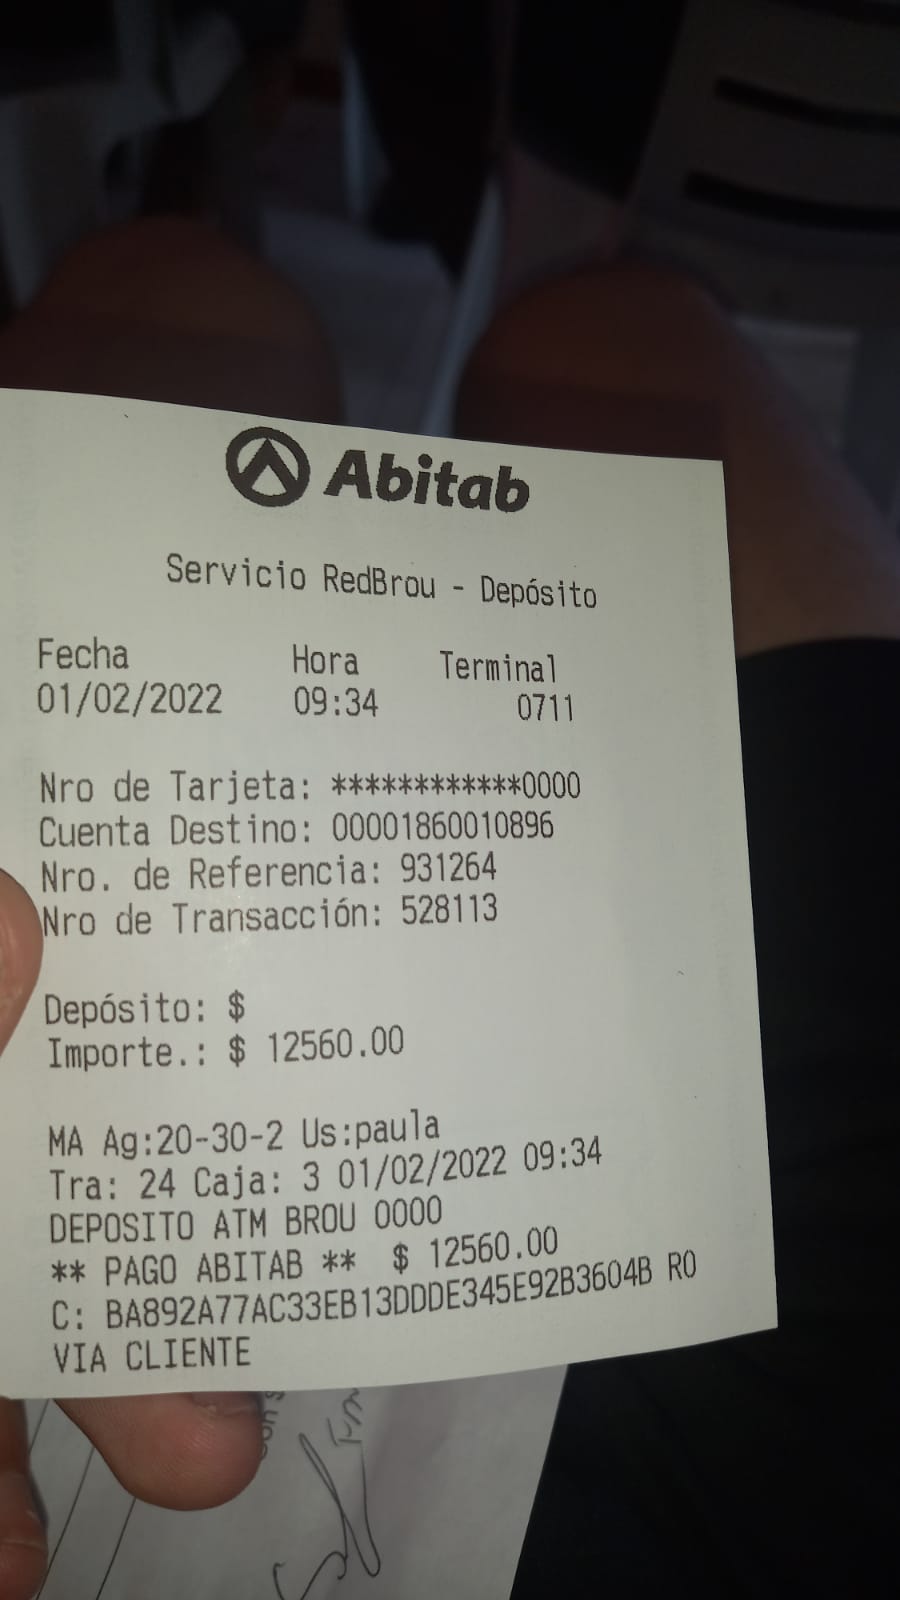 Abitab
Servicio RedBrou - Depósito
Fecha Hora Terminal
01/02/2022 09:34 0711
Nro de Tarjeta: ************0000
Cuenta Destino: 00001860010896
Nro. de Referencia: 931264
Nro de Transacción: 528113
Depósito: $
Importe.: $ 12560.00
MA Ag:20-30-2 Us:paula
Tra: 24 Caja: 3 01/02/2022 09:34
DEPOSITO ATM BROU 0000
** PAGO ABITAB ** $ 12560.00
C: BA892A77AC33EB13DDDE345E92B3604B RO
VIA CLIENTE